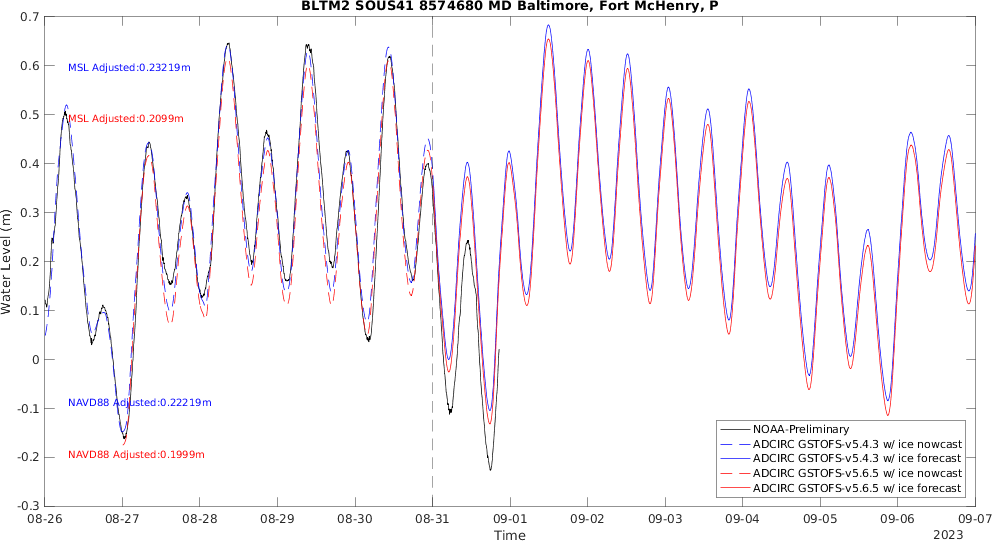 BLTM2 SOUS41 8574680 MD Baltimore, Fort McHenry, P
0.7
0.6
0.5
0.4
0.3
0.2
0.1
0
-0.1
-0.2
-0.3
Water Level (m)
MSL Adjusted:0.23219m
MSL Adjusted:0.2099m
NAVD88 Adjusted:0.22219m
NAVD88 Adjusted:0.1999m
NOAA-Preliminary
ADCIRC GSTOFS-v5.4.3 w/ ice nowcast
ADCIRC GSTOFS-v5.4.3 w/ ice forecast
ADCIRC GSTOFS-v5.6.5 w/ ice nowcast
ADCIRC GSTOFS-v5.6.5 w/ ice forecast
08-26 08-27 08-28 08-29 08-30 08-31 09-01 09-02 09-03 09-04 09-05 09-06 09-07
Time
2023